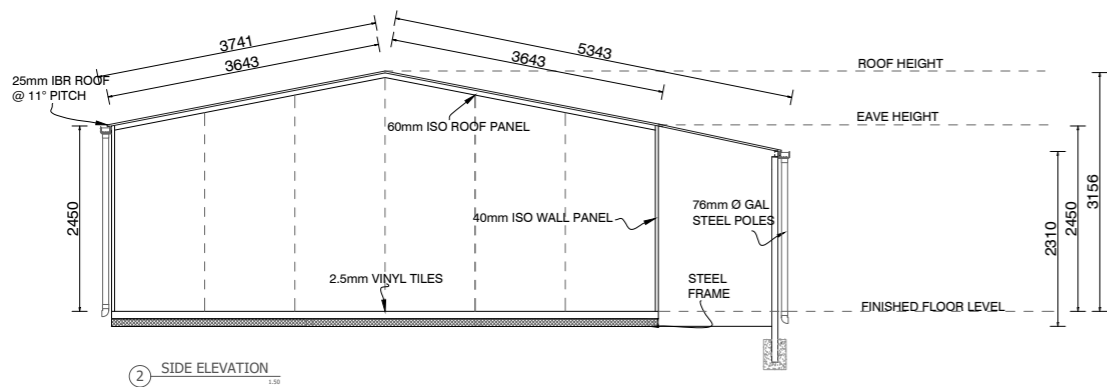 3741
3643
5343
3643
25mm IBR ROOF
@ 11° PITCH
ROOF HEIGHT
60mm ISO ROOF PANEL
EAVE HEIGHT
2450
40mm ISO WALL PANEL
76mm Ø GAL
STEEL POLES
2310
2450
3156
2.5mm VINYL TILES
STEEL
FRAME
FINISHED FLOOR LEVEL
2 SIDE ELEVATION
1:50